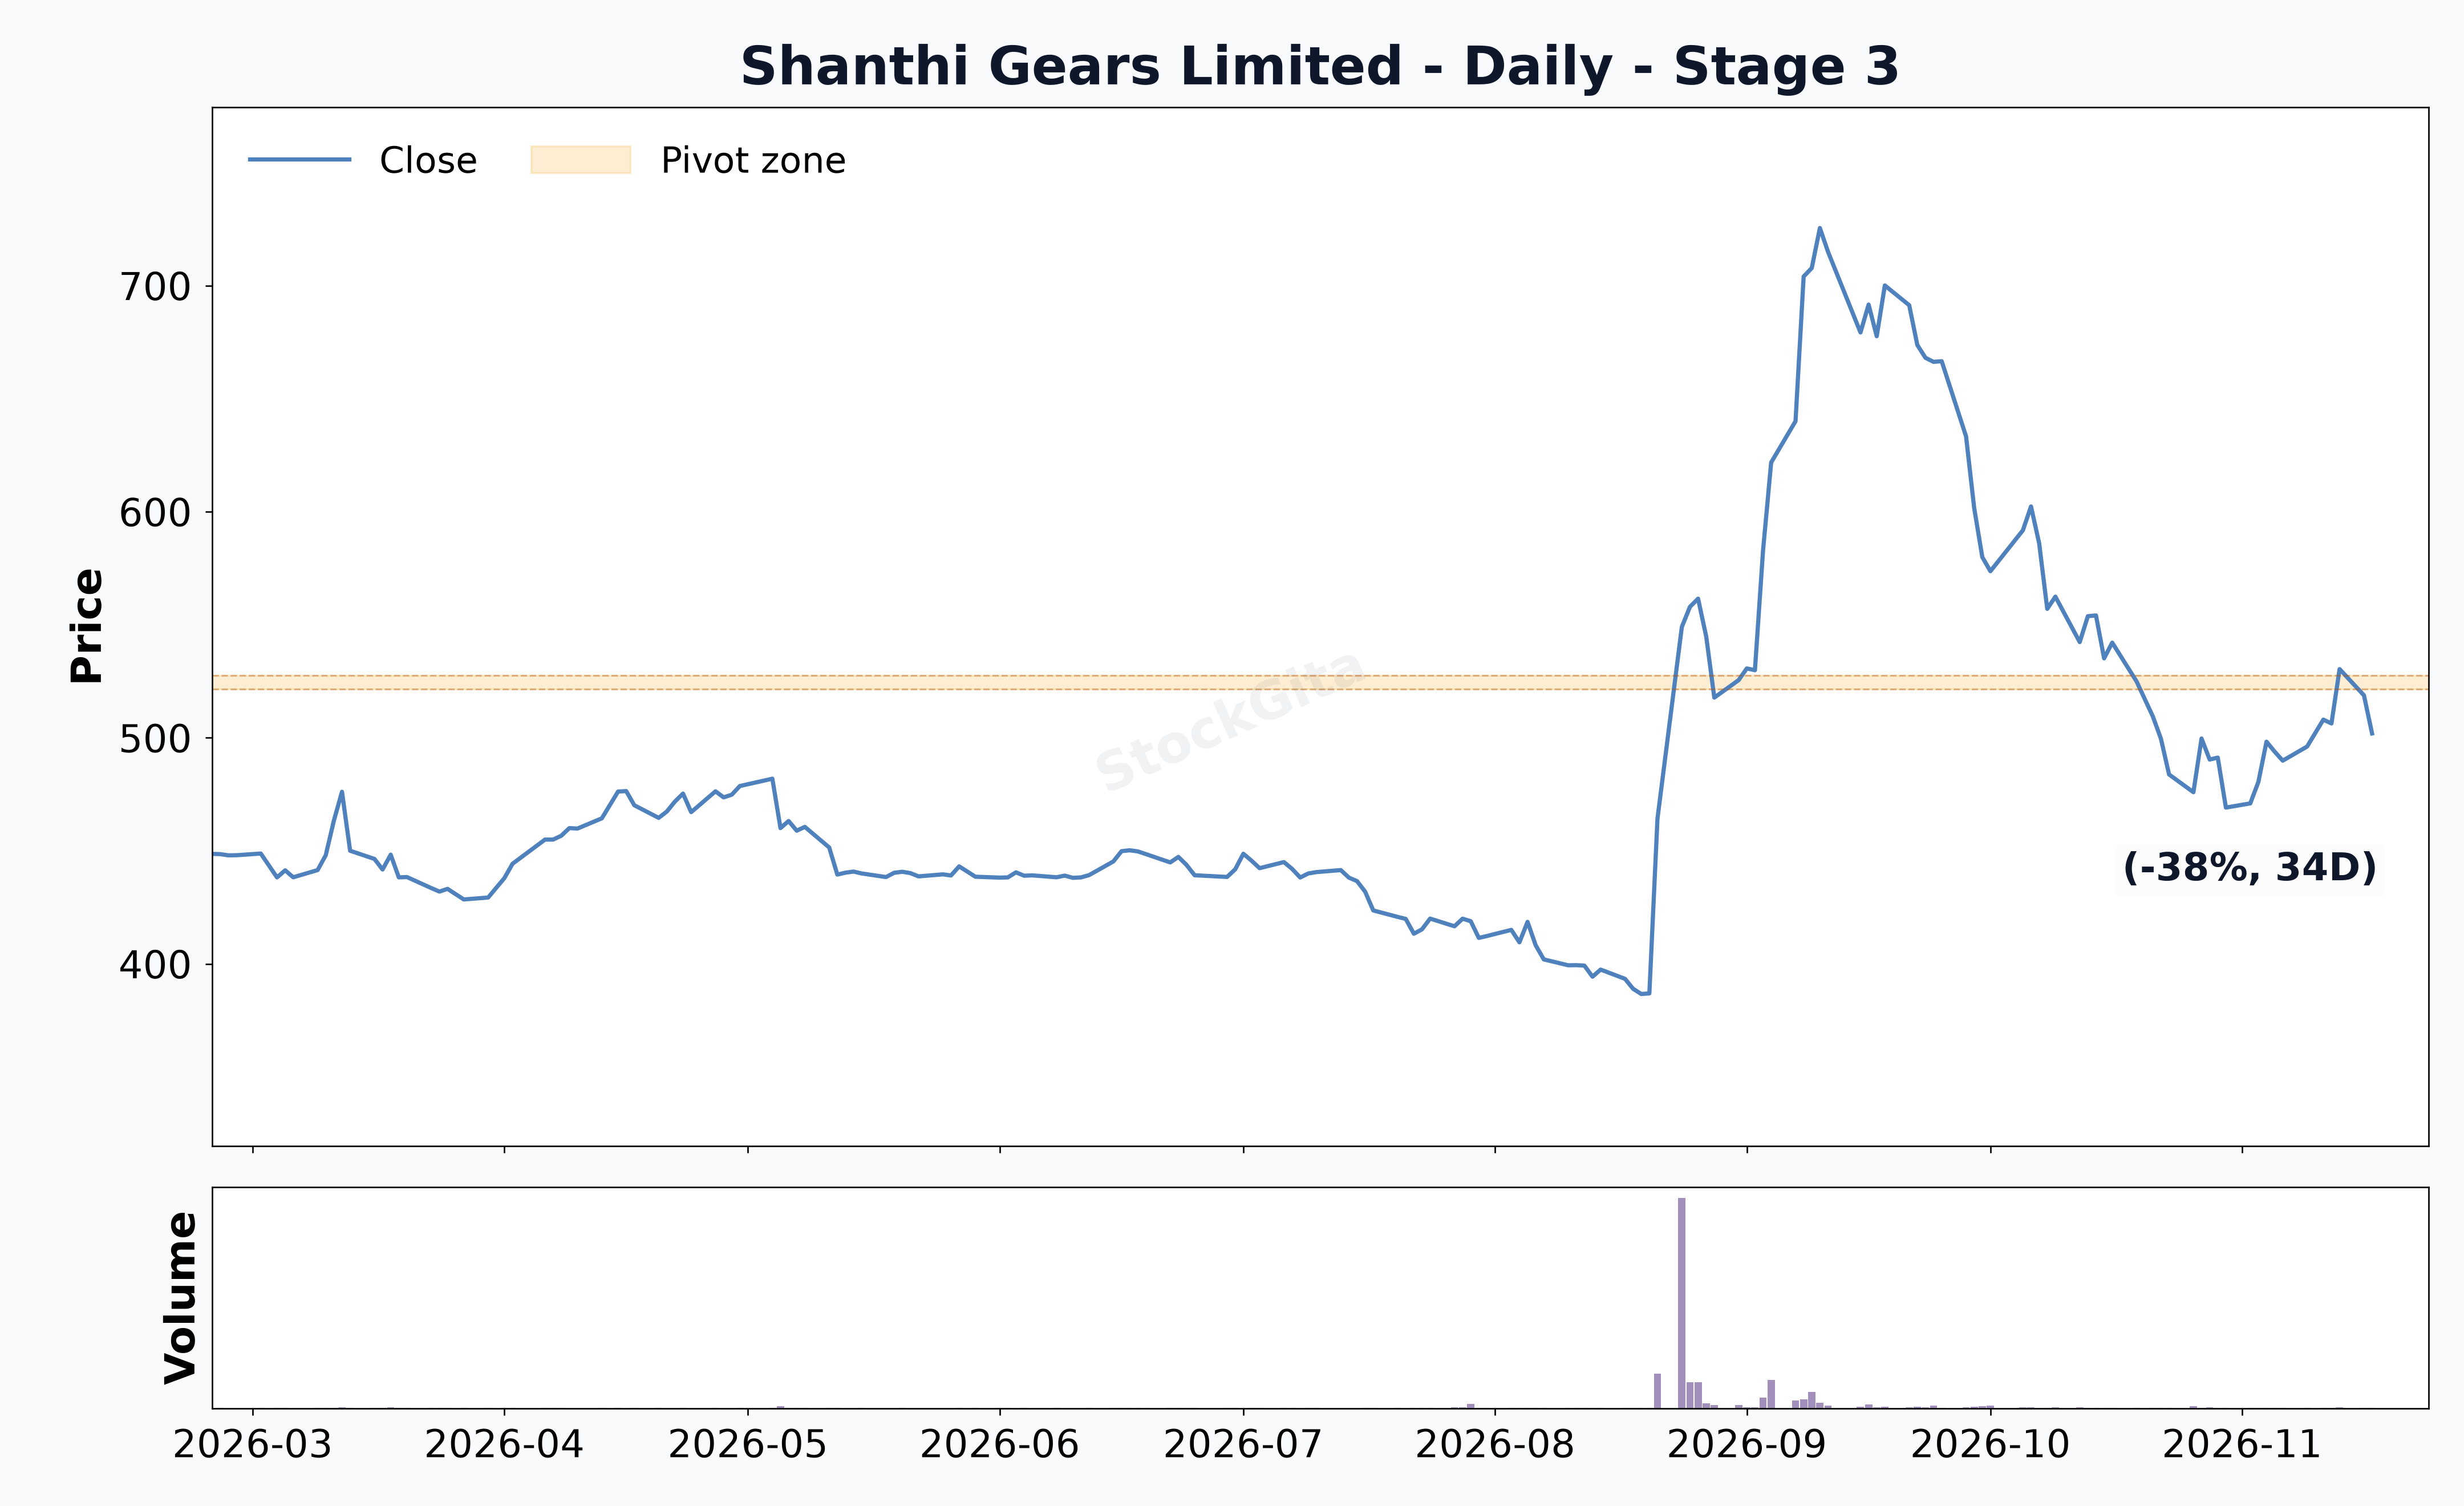 Shanthi Gears Limited - Daily - Stage 3
Close
Pivot zone
700
600
500
400
Price
StockGita
(-38%, 34D)
Volume
2026-03
2026-04
2026-05
2026-06
2026-07
2026-08
2026-09
2026-10
2026-11